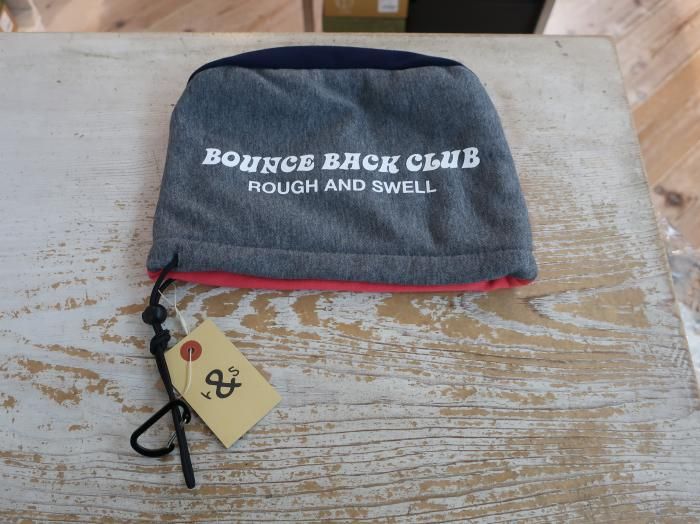 BOUNCE BACK CLUB
ROUGH AND SWELL
r&s